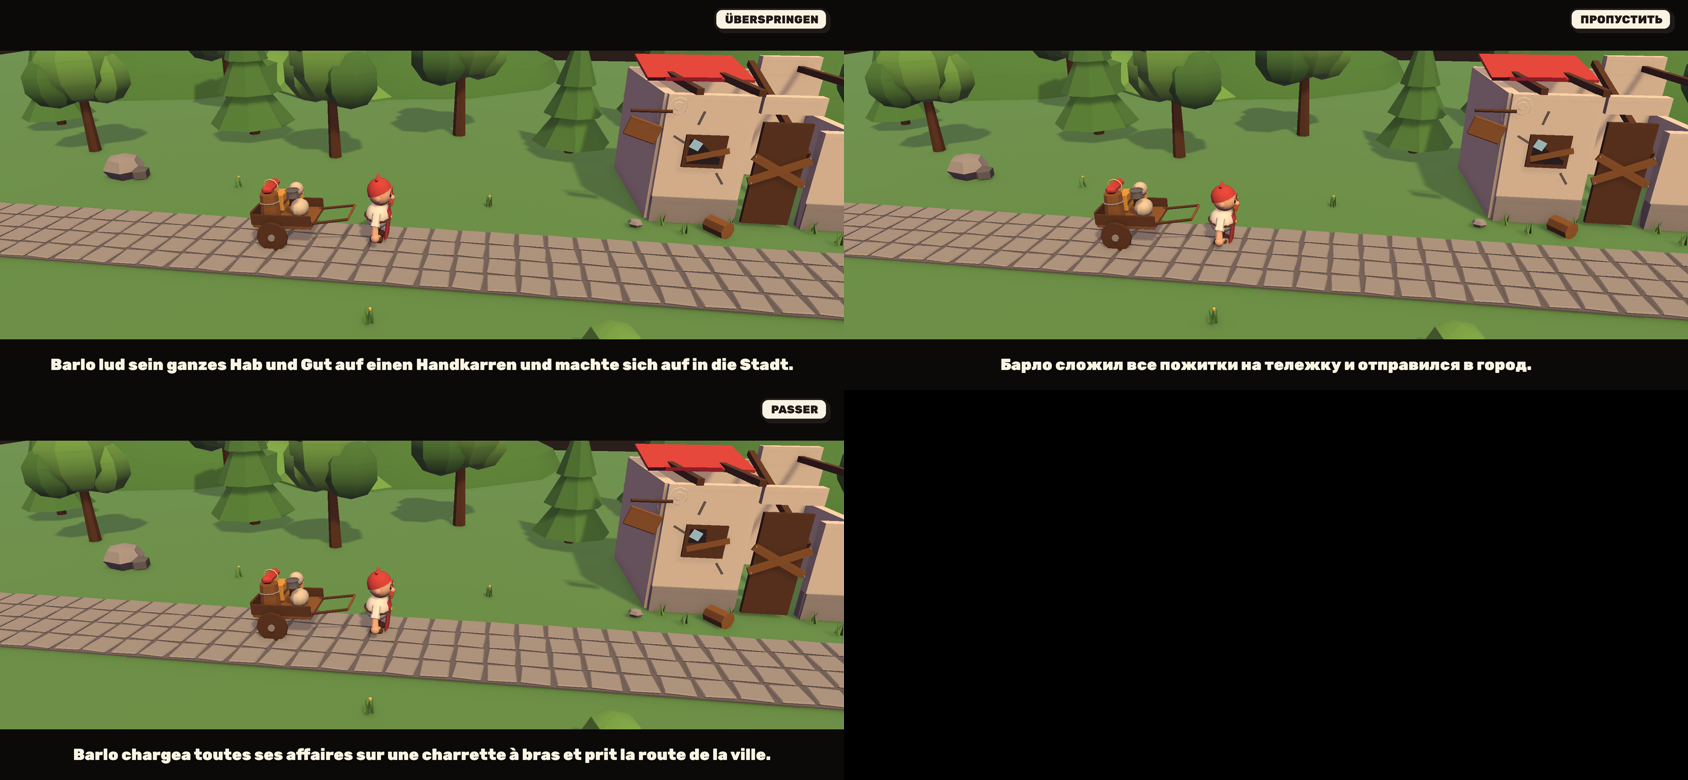 ÜBERSPRINGEN
Barlo lud sein ganzes Hab und Gut auf einen Handkarren und machte sich auf in die Stadt.
ПРОПУСТИТЬ
Барло сложил все пожитки на тележку и отправился в город.
PASSER
Barlo chargea toutes ses affaires sur une charrette à bras et prit la route de la ville.